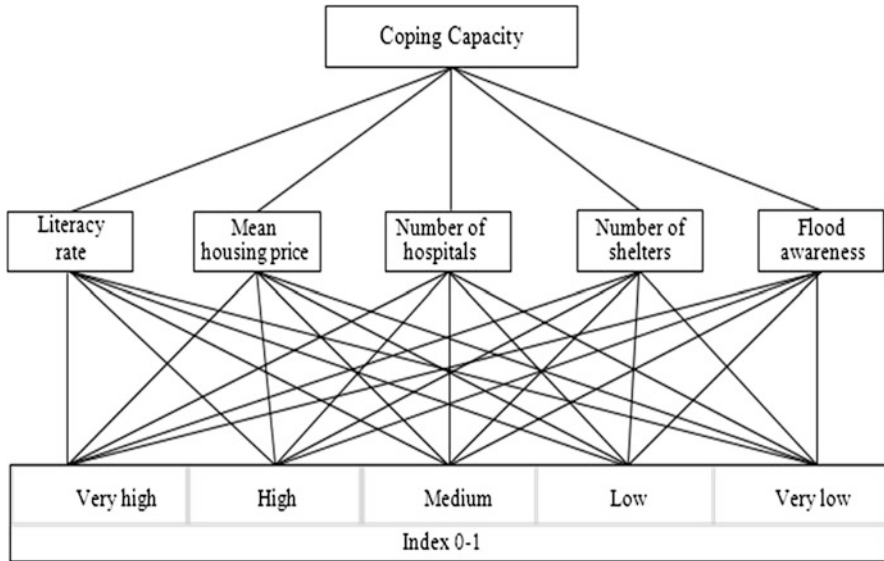 Coping Capacity
Literacy
rate
Mean
housing price
Number of
hospitals
Number of
shelters
Flood
awareness
Very high
High
Medium
Low
Very low
Index 0-1